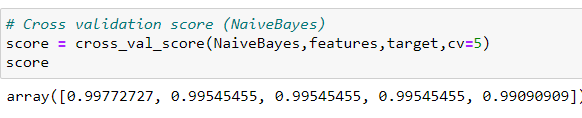 # Cross validation score (NaiveBayes)
score = cross_val_score(NaiveBayes,features,target,cv=5)
score
array([0.99772727, 0.99545455, 0.99545455, 0.99545455, 0.99090909])